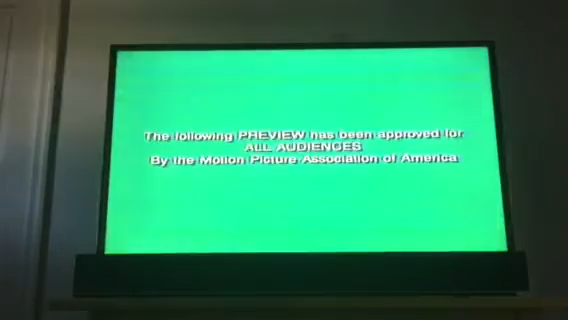 The following PREVIEW has been approved for
ALL AUDIENCES
By the Motion Picture Association of America